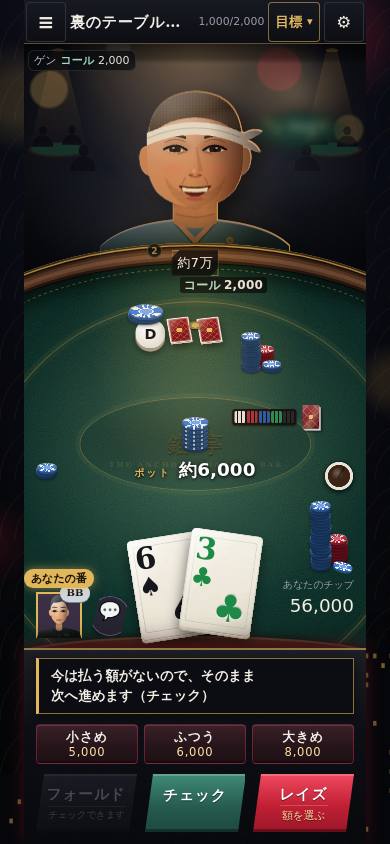 裏のテーブル…
1,000/2,000
目標 ▼
ゲン コール 2,000
2
約7万
コール 2,000
D
ポット 約6,000
6
3
あなたの番
BB
あなたのチップ
56,000
今は払う額がないので、そのまま
次へ進めます（チェック）
小さめ
5,000
ふつう
6,000
大きめ
8,000
フォールド
チェックできます
チェック
レイズ
額を選ぶ